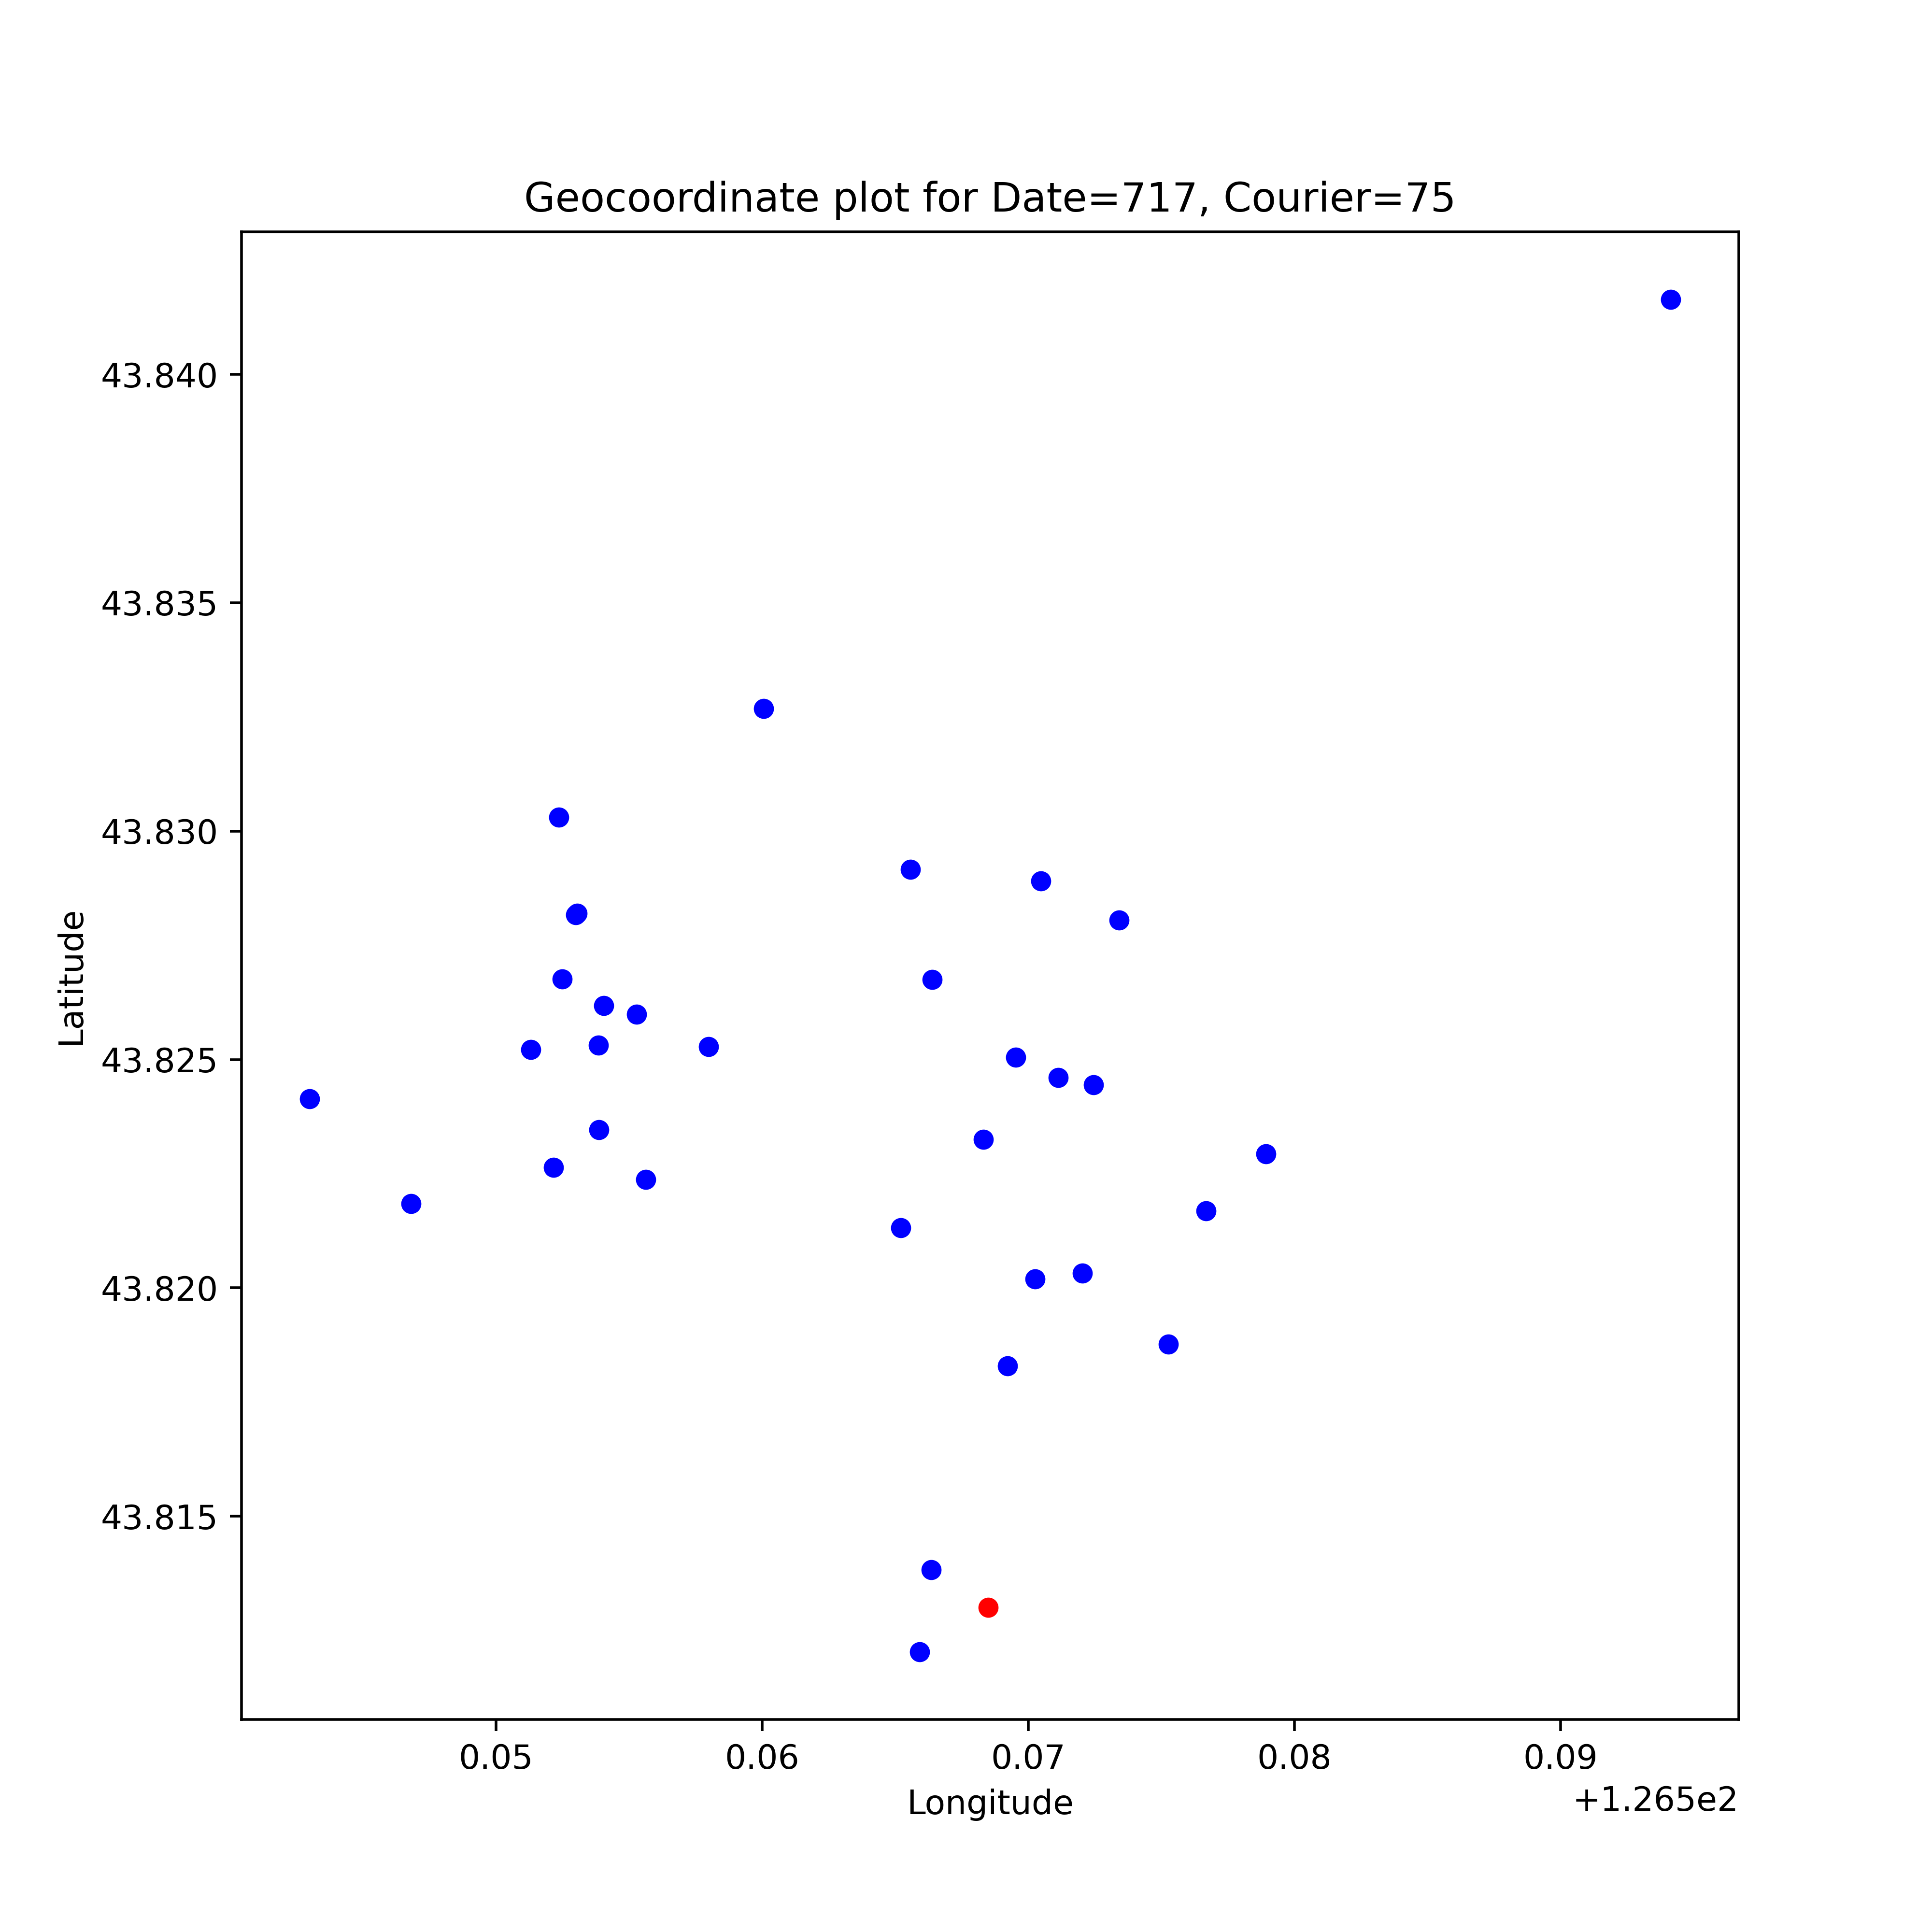 Geocoordinate plot for Date=717, Courier=75
43.840
43.835
43.830
43.825
43.820
43.815
Latitude
0.05 0.06 0.07 0.08 0.09
+1.265e2
Longitude